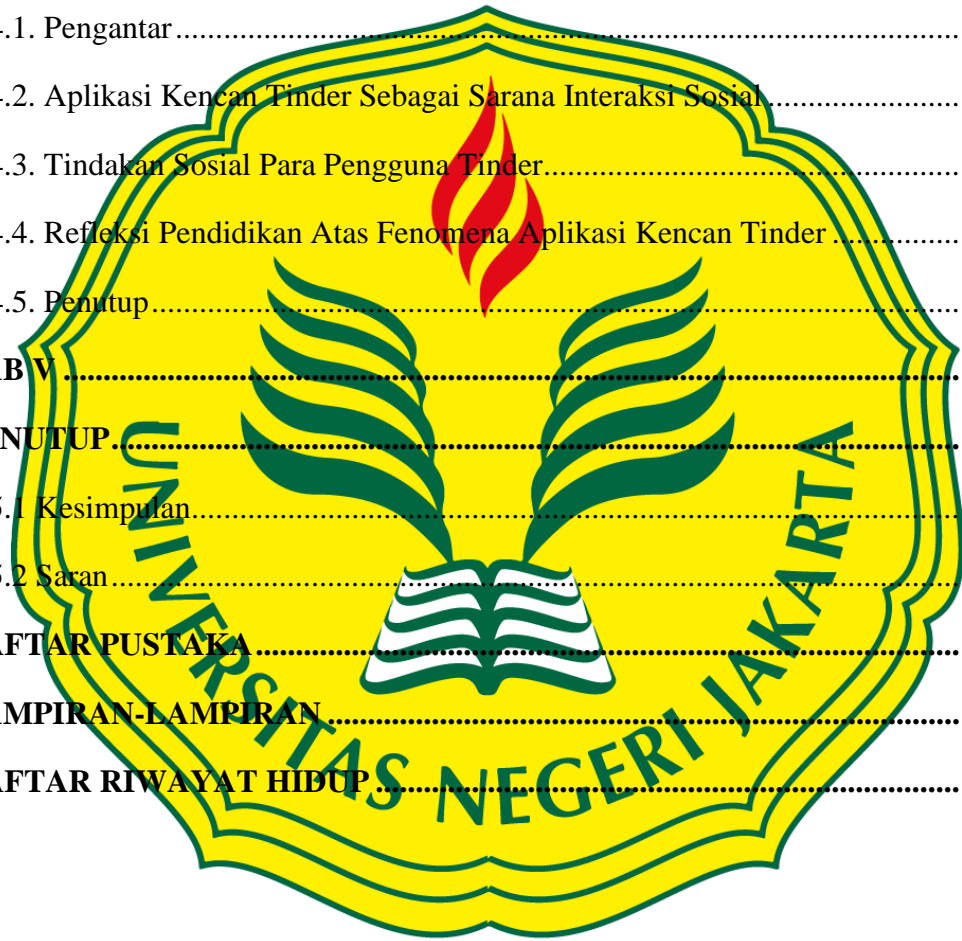 .1. Pengantar....................................................................................................
.2. Aplikasi Kencan Tinder Sebagai Sarana Interaksi Sosial........................
.3. Tindakan Sosial Para Pengguna Tinder....................................................
.4. Refleksi Pendidikan Atas Fenomena Aplikasi Kencan Tinder................
.5. Penutup.......................................................................................................
AB V..................................................................................................................
NUTUP...........................................................................................................
5.1 Kesimpulan................................................................................................
5.2 Saran..........................................................................................................
AFTAR PUSTAKA........................................................................................
AMPIRAN-LAMPIRAN...............................................................................
AFTAR RIWAYAT HIDUP.........................................................................
UNIVERSITAS NEGERI JAKARTA